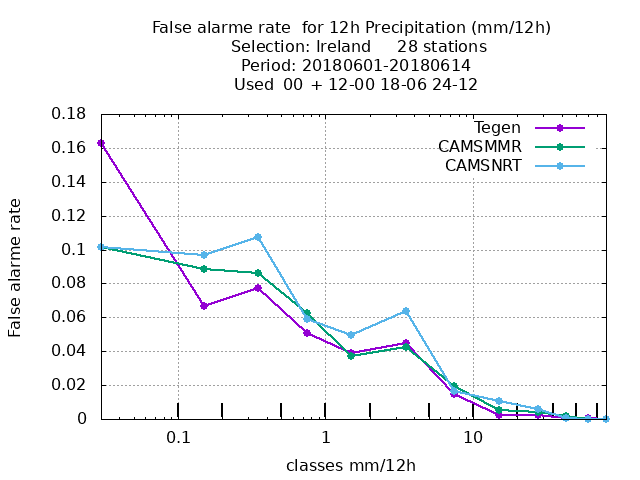 False alarme rate  for 12h Precipitation (mm/12h)
Selection: Ireland     28 stations
Period: 20180601-20180614
Used  00  + 12-00 18-06 24-12
Tegen
CAMSMMR
CAMSNRT
0.18
0.16
0.14
0.12
0.1
0.08
0.06
0.04
0.02
0
False alarme rate
0.1
1
10
classes mm/12h